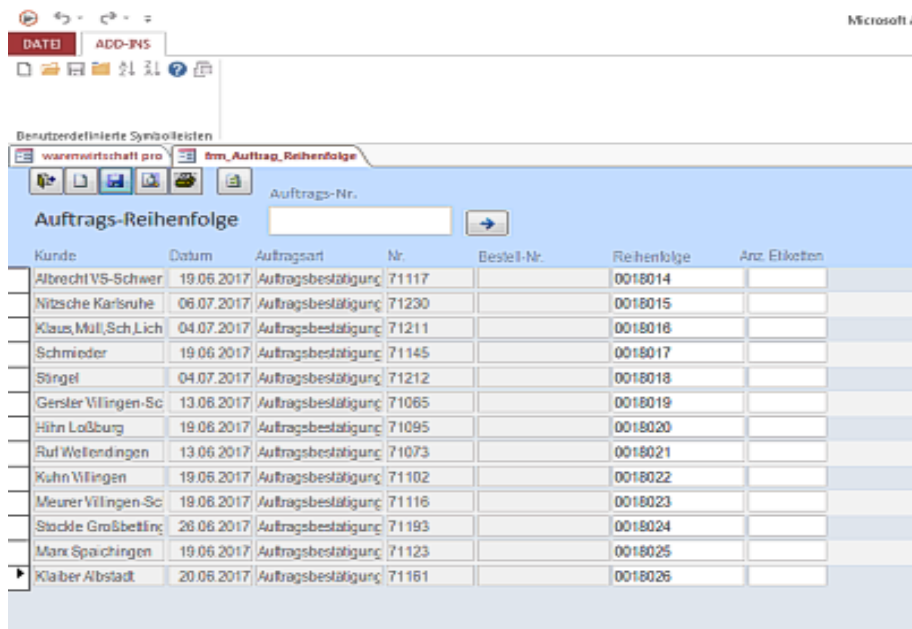 Microsoft
DATEI ADD-INS
Benutzerdefinierte Symbolleisten
warenwirtschaft pro frm_Auftrag_Reihenfolge
Auftrags-Nr.
Auftrags-Reihenfolge
Kunde Datum Auftragsart Nr. Bestell-Nr. Reihenfolge Anz. Etiketten
Albrecht VS-Schwer 19.06.2017 Auftragsbestätigung 71117 0018014
Nitzsche Karlsruhe 06.07.2017 Auftragsbestätigung 71230 0018015
Klaus,Müll,Sch,Lich 04.07.2017 Auftragsbestätigung 71211 0018016
Schmieder 19.06.2017 Auftragsbestätigung 71145 0018017
Stingel 04.07.2017 Auftragsbestätigung 71212 0018018
Gerster Villingen-Sc 13.06.2017 Auftragsbestätigung 71065 0018019
Hihn Loßburg 19.06.2017 Auftragsbestätigung 71095 0018020
Ruf Wellendingen 13.06.2017 Auftragsbestätigung 71073 0018021
Kuhn Villingen 19.06.2017 Auftragsbestätigung 71102 0018022
Meurer Villingen-Sc 19.06.2017 Auftragsbestätigung 71116 0018023
Stöckle Großbettling 26.06.2017 Auftragsbestätigung 71193 0018024
Marx Spaichingen 19.06.2017 Auftragsbestätigung 71123 0018025
Klaiber Albstadt 20.06.2017 Auftragsbestätigung 71161 0018026